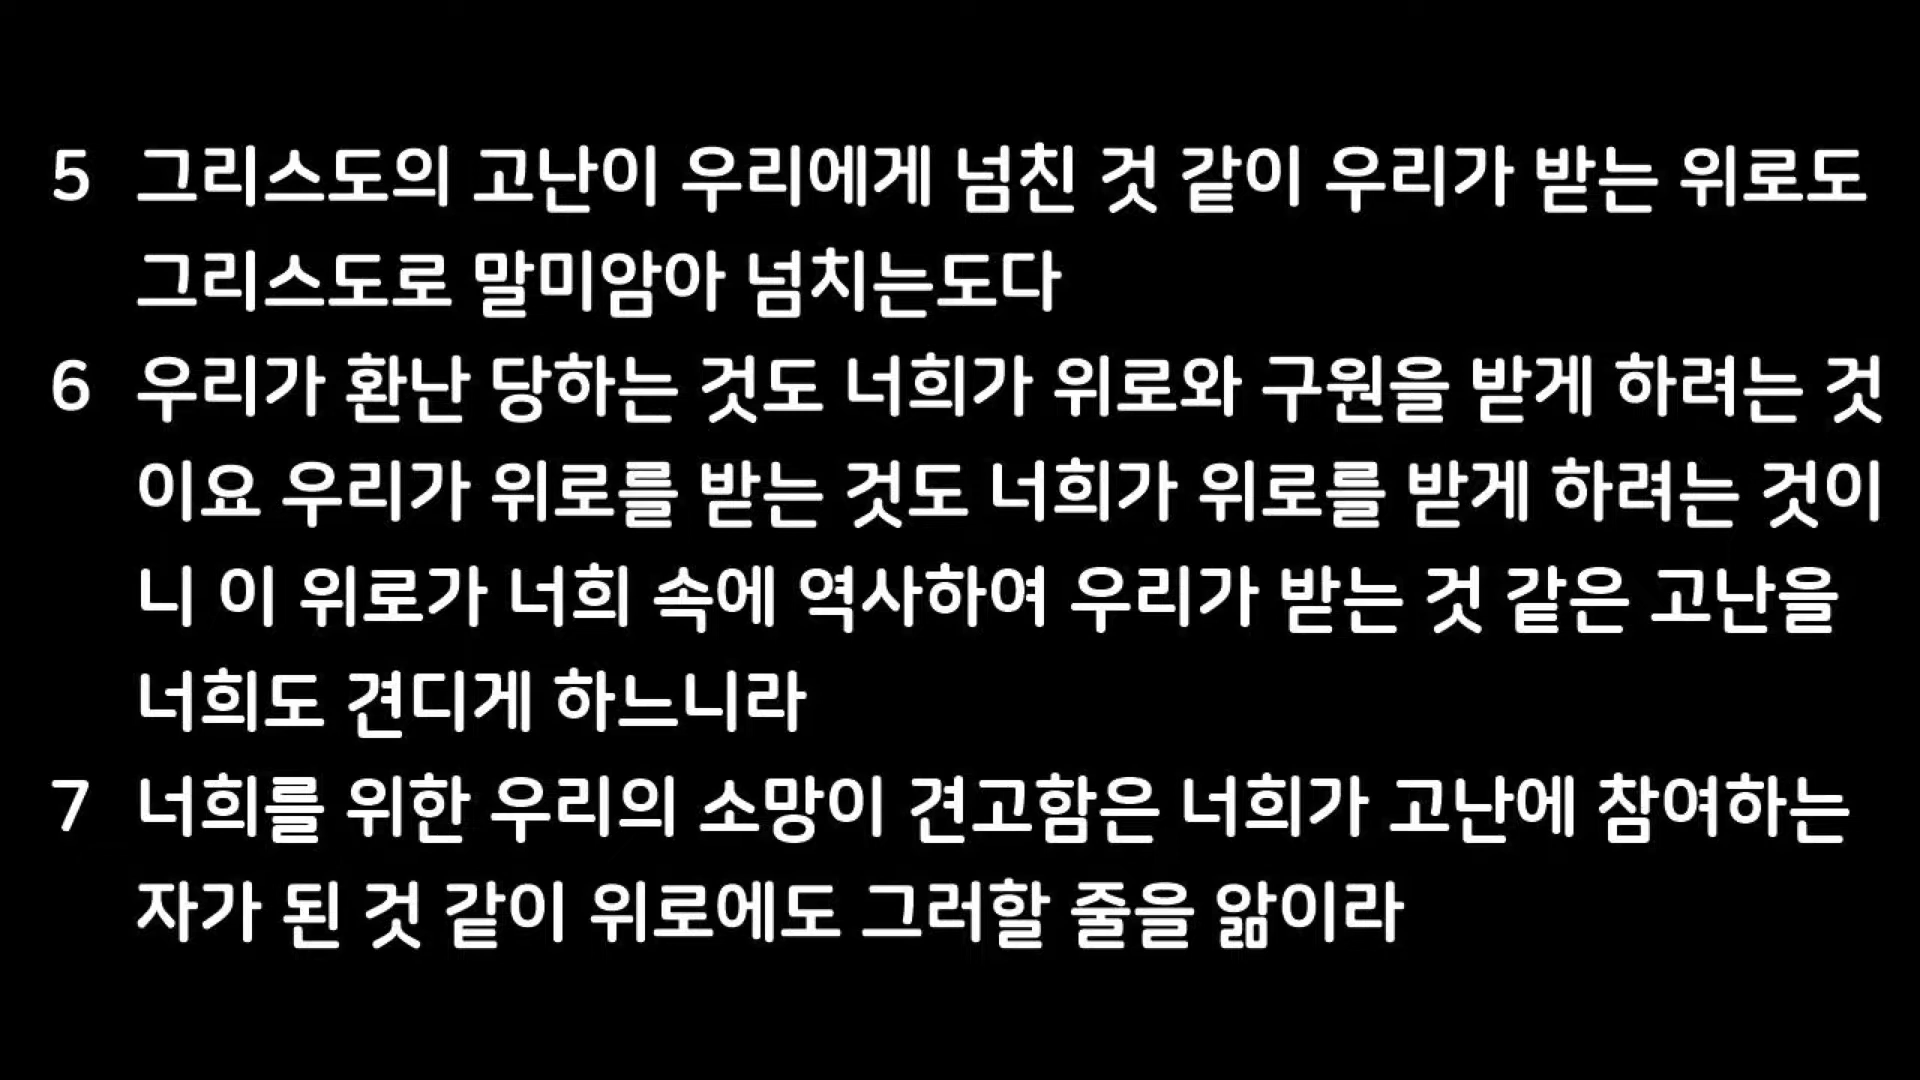 5 그리스도의 고난이 우리에게 넘친 것 같이 우리가 받는 위로도
그리스도로 말미암아 넘치는도다
6 우리가 환난 당하는 것도 너희가 위로와 구원을 받게 하려는 것
이요 우리가 위로를 받는 것도 너희가 위로를 받게 하려는 것이
니 이 위로가 너희 속에 역사하여 우리가 받는 것 같은 고난을
너희도 견디게 하느니라
7 너희를 위한 우리의 소망이 견고함은 너희가 고난에 참여하는
자가 된 것 같이 위로에도 그러할 줄을 앎이라